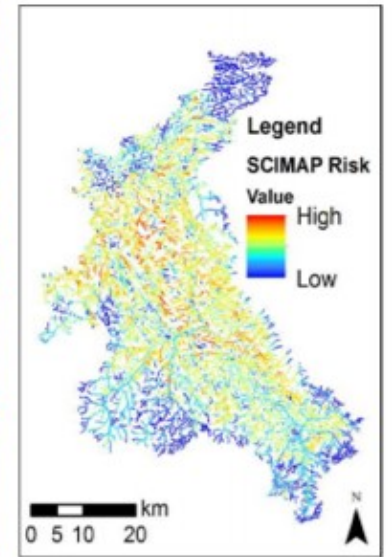 Legend
SCIMAP Risk
Value
High
Low
km
0 5 10 20
N